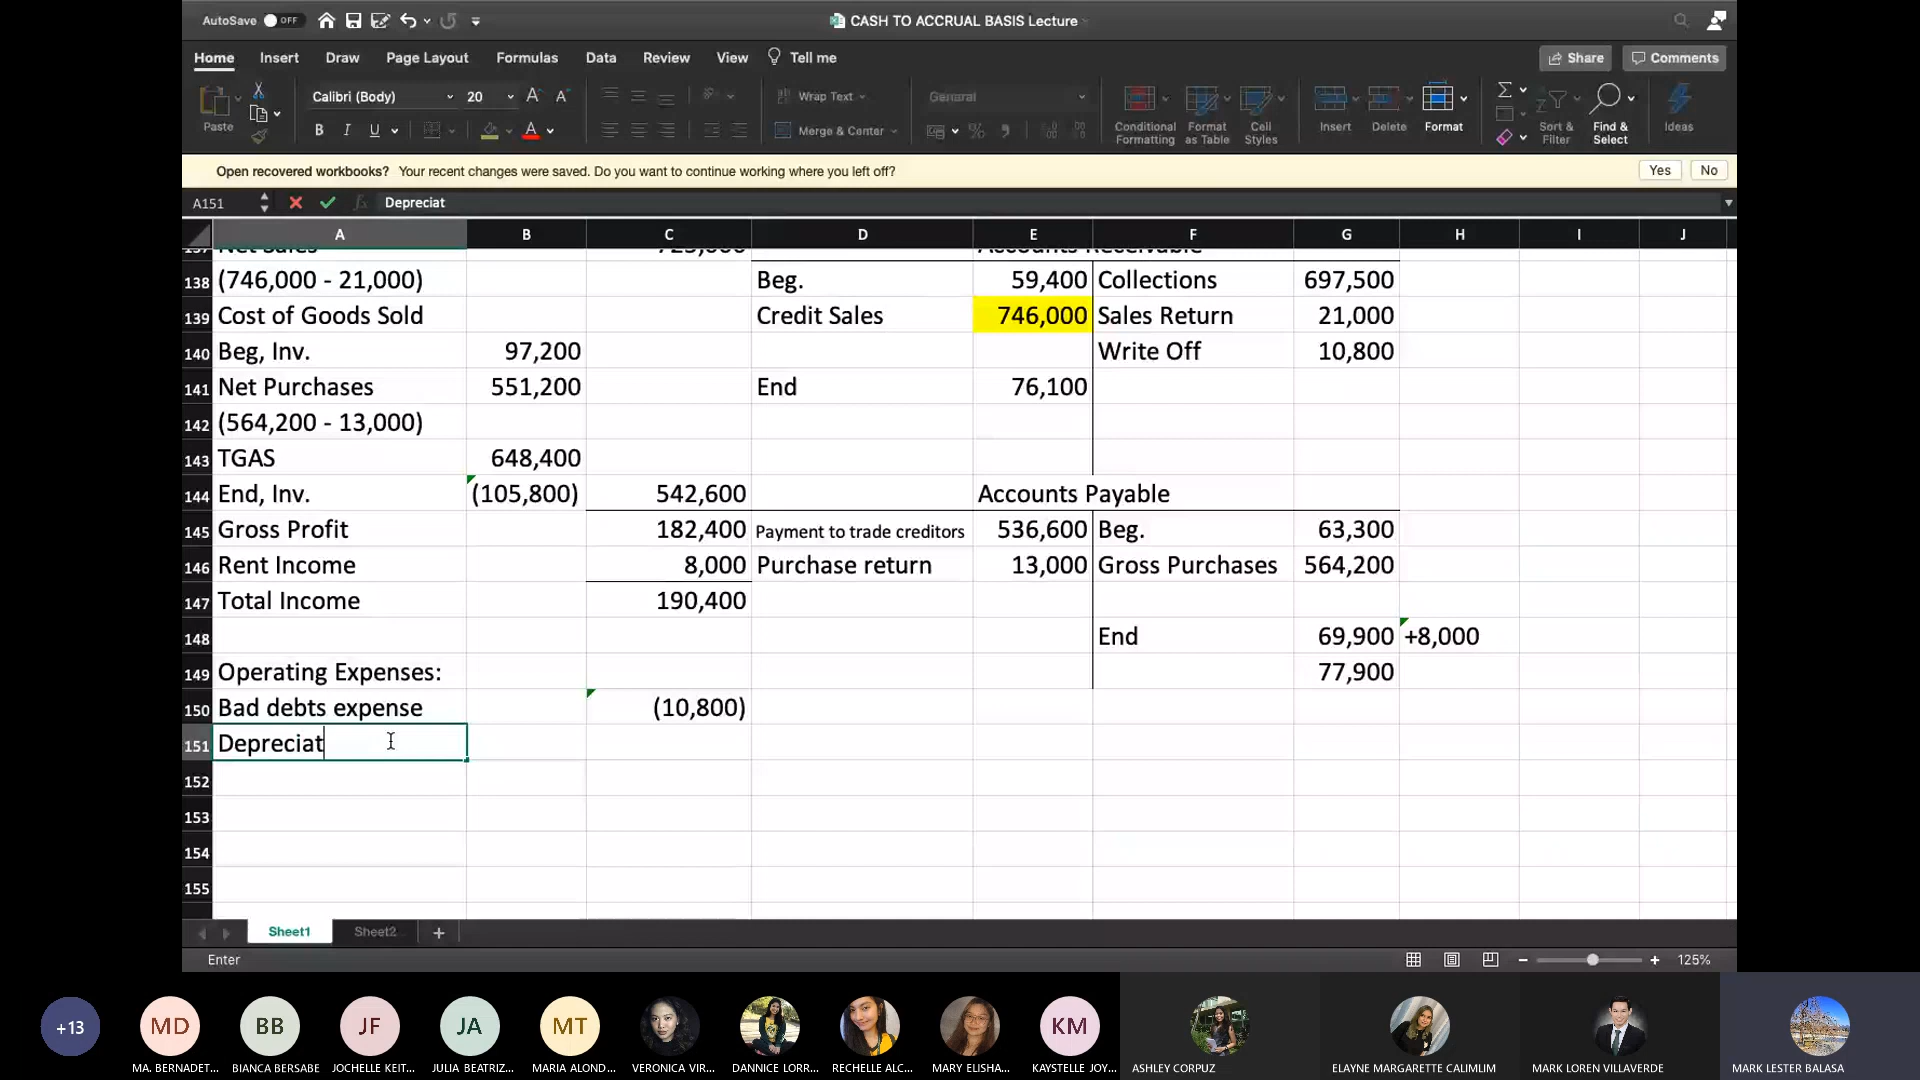 AutoSave OFF
CASH TO ACCRUAL BASIS Lecture
Home Insert Draw Page Layout Formulas Data Review View Tell me
Share Comments
Paste
Calibri (Body) 20
B I U
Wrap Text
Merge & Center
General
Conditional Formatting
Format as Table
Cell Styles
Insert
Delete
Format
Sort & Filter
Find & Select
Ideas
Open recovered workbooks? Your recent changes were saved. Do you want to continue working where you left off?
Yes No
A151 fx Depreciat
A B C D E F G H I J
137 Net Sales 725,000 Accounts Receivable
138 (746,000 - 21,000) Beg. 59,400 Collections 697,500
139 Cost of Goods Sold Credit Sales 746,000 Sales Return 21,000
140 Beg, Inv. 97,200 Write Off 10,800
141 Net Purchases 551,200 End 76,100
142 (564,200 - 13,000)
143 TGAS 648,400
144 End, Inv. (105,800) 542,600 Accounts Payable
145 Gross Profit 182,400 Payment to trade creditors 536,600 Beg. 63,300
146 Rent Income 8,000 Purchase return 13,000 Gross Purchases 564,200
147 Total Income 190,400
148 End 69,900 +8,000
149 Operating Expenses: 77,900
150 Bad debts expense (10,800)
151 Depreciat
152
153
154
155
Sheet1 Sheet2 +
Enter
125%
+13
MD
BB
JF
JA
MT
KM
MA. BERNADET...
BIANCA BERSABE
JOCHELLE KEIT...
JULIA BEATRIZ...
MARIA ALOND...
VERONICA VIR...
DANNICE LORR...
RECHELLE ALC...
MARY ELISHA...
KAYSTELLE JOY...
ASHLEY CORPUZ
ELAYNE MARGARETTE CALIMLIM
MARK LOREN VILLAVERDE
MARK LESTER BALASA